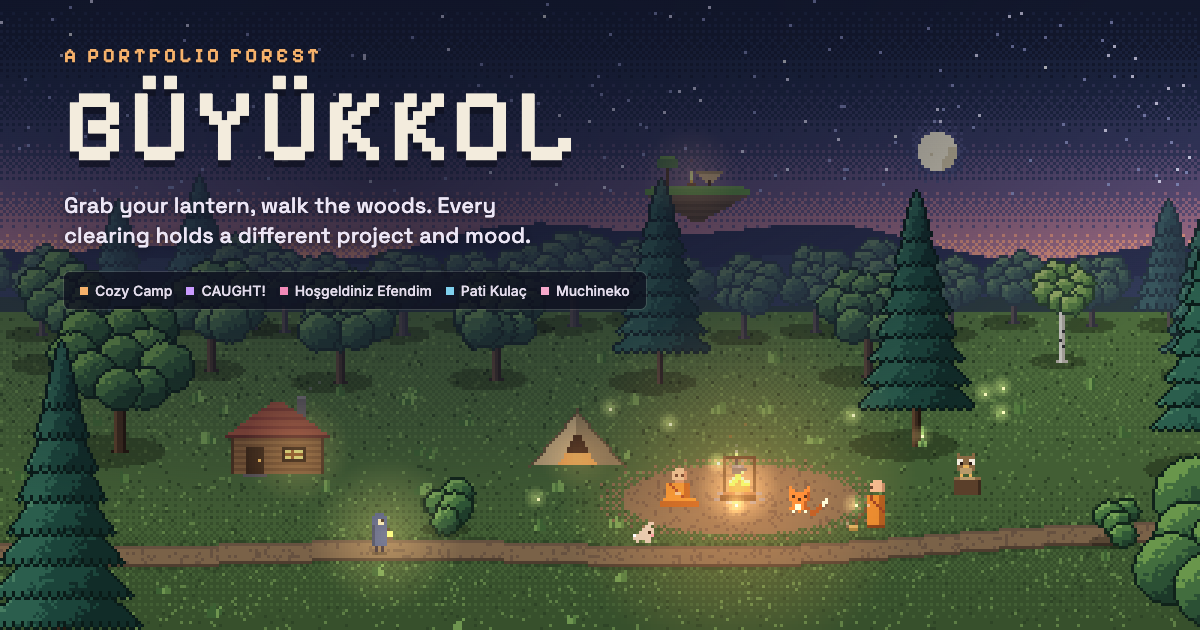 A PORTFOLIO FOREST
BÜYÜKKOL
Grab your lantern, walk the woods. Every
clearing holds a different project and mood.
Cozy Camp CAUGHT! Hoşgeldiniz Efendim Pati Kulaç Muchineko